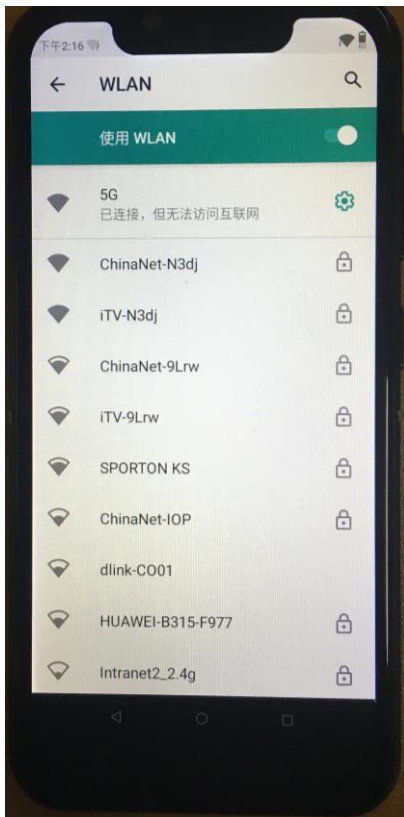 下午2:16
WLAN
使用 WLAN
5G
已连接，但无法访问互联网
ChinaNet-N3dj
iTV-N3dj
ChinaNet-9Lrw
iTV-9Lrw
SPORTON KS
ChinaNet-IOP
dlink-CO01
HUAWEI-B315-F977
Intranet2_2.4g